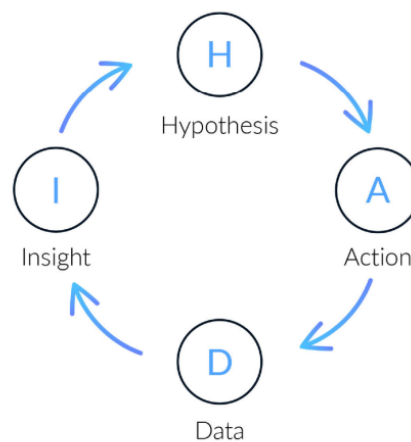 H
Hypothesis
A
Action
D
Data
I
Insight